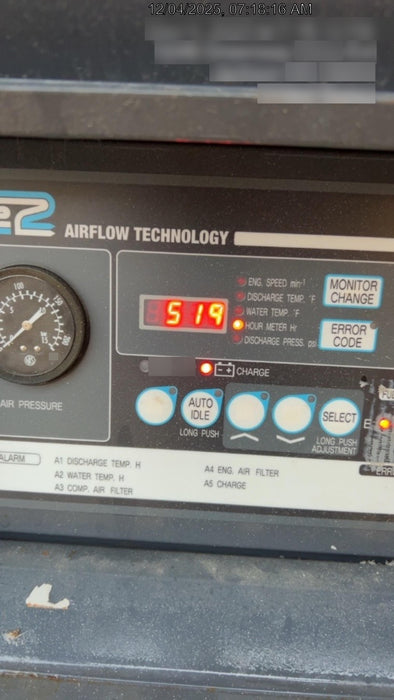 12/04/2025, 07:18:16 AM
AIRFLOW TECHNOLOGY
ENG. SPEED min⁻¹
DISCHARGE TEMP. °F
WATER TEMP. °F
HOUR METER Hr
DISCHARGE PRESS.
MONITOR
CHANGE
ERROR
CODE
519
100
150
200
AIR PRESSURE
- + CHARGE
AUTO
IDLE
LONG PUSH
SELECT
LONG PUSH
ADJUSTMENT
E
ALARM
A1 DISCHARGE TEMP. H
A2 WATER TEMP. H
A3 COMP. AIR FILTER
A4 ENG. AIR FILTER
A5 CHARGE